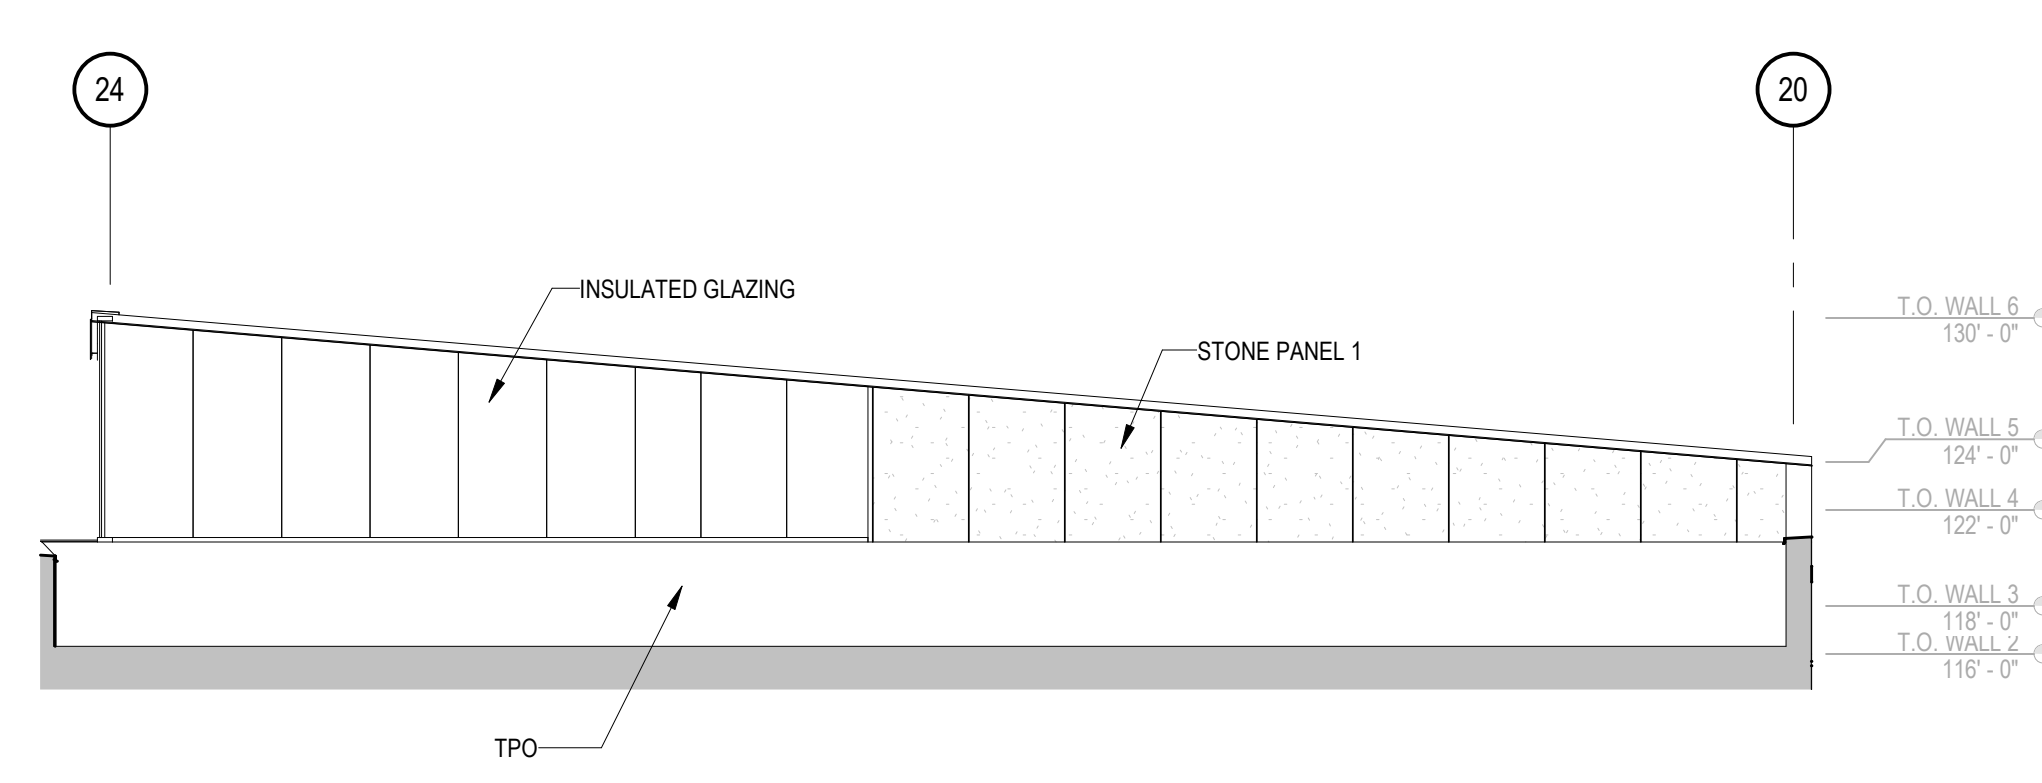 24
20
INSULATED GLAZING
STONE PANEL 1
T.O. WALL 6
130' - 0"
T.O. WALL 5
124' - 0"
T.O. WALL 4
122' - 0"
T.O. WALL 3
118' - 0"
T.O. WALL 2
116' - 0"
TPO